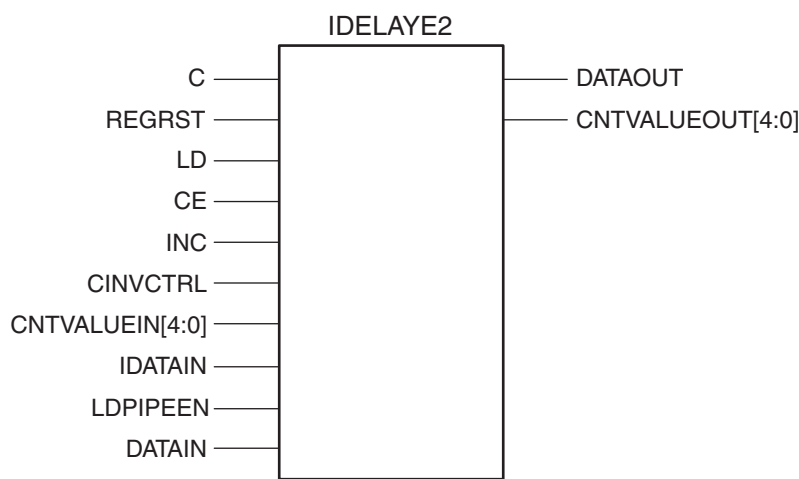 IDELAYE2
C
REGRST
LD
CE
INC
CINVCTRL
CNTVALUEIN[4:0]
IDATAIN
LDPIPEEN
DATAIN
DATAOUT
CNTVALUEOUT[4:0]